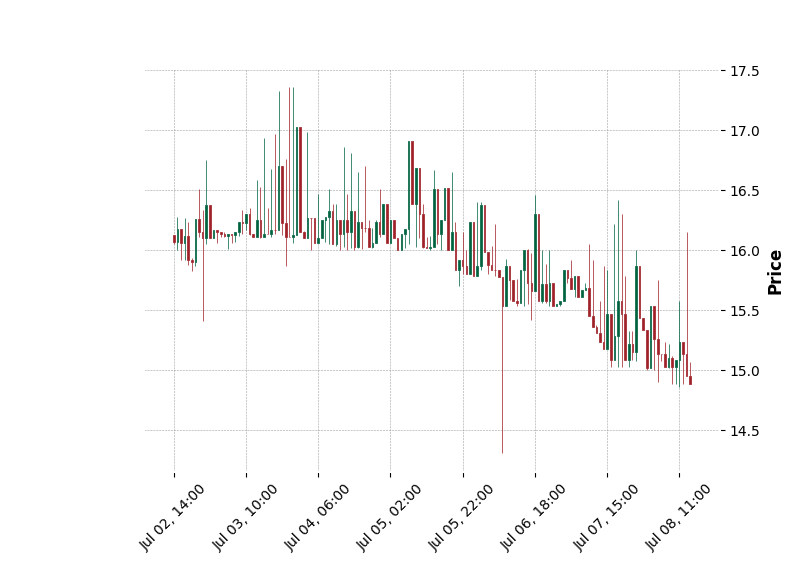 17.5
17.0
16.5
16.0
15.5
15.0
14.5
Price
Jul 02, 14:00
Jul 03, 10:00
Jul 04, 06:00
Jul 05, 02:00
Jul 05, 22:00
Jul 06, 18:00
Jul 07, 15:00
Jul 08, 11:00